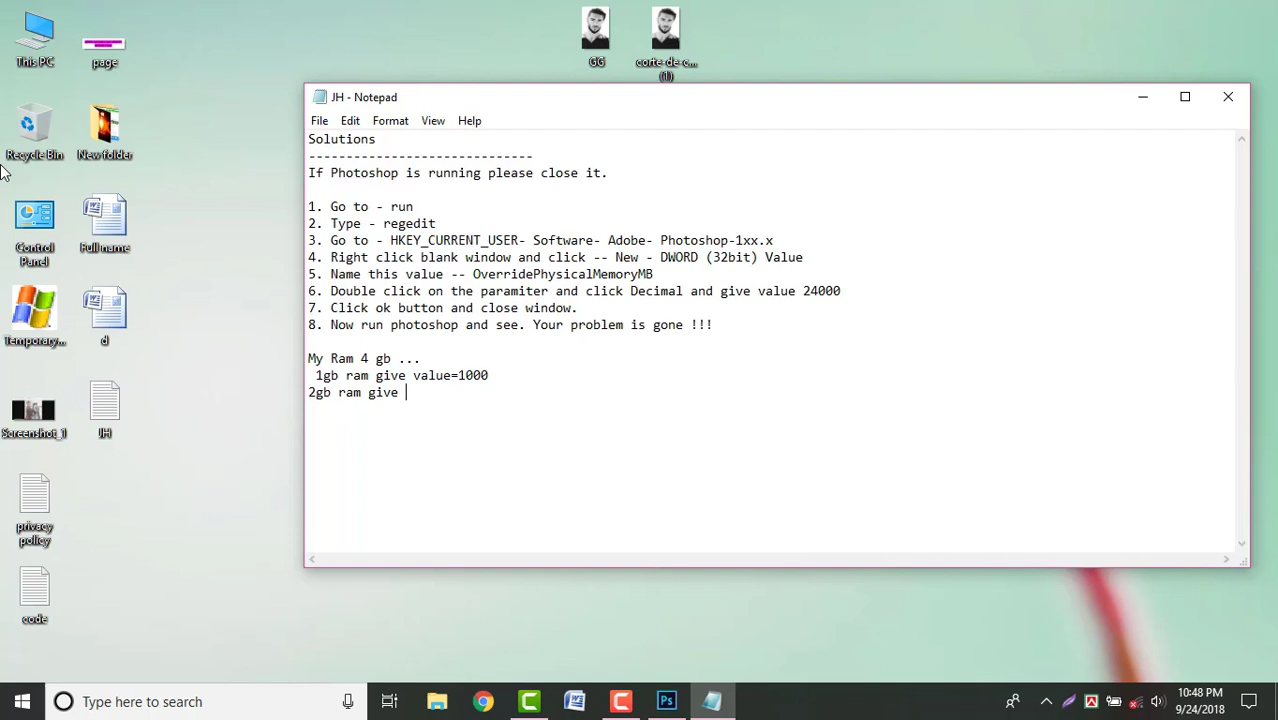 This PC
page
GG
corte-de-c...
(1)
Recycle Bin
New folder
Control
Panel
Full name
Temporary...
d
Screenshot_1
JH
privacy
policy
code
JH - Notepad
File Edit Format View Help
Solutions
------------------------------
If Photoshop is running please close it.
1. Go to - run
2. Type - regedit
3. Go to - HKEY_CURRENT_USER- Software- Adobe- Photoshop-1xx.x
4. Right click blank window and click -- New - DWORD (32bit) Value
5. Name this value -- OverridePhysicalMemoryMB
6. Double click on the paramiter and click Decimal and give value 24000
7. Click ok button and close window.
8. Now run photoshop and see. Your problem is gone !!!
My Ram 4 gb ...
1gb ram give value=1000
2gb ram give
Type here to search
Ps
10:48 PM
9/24/2018